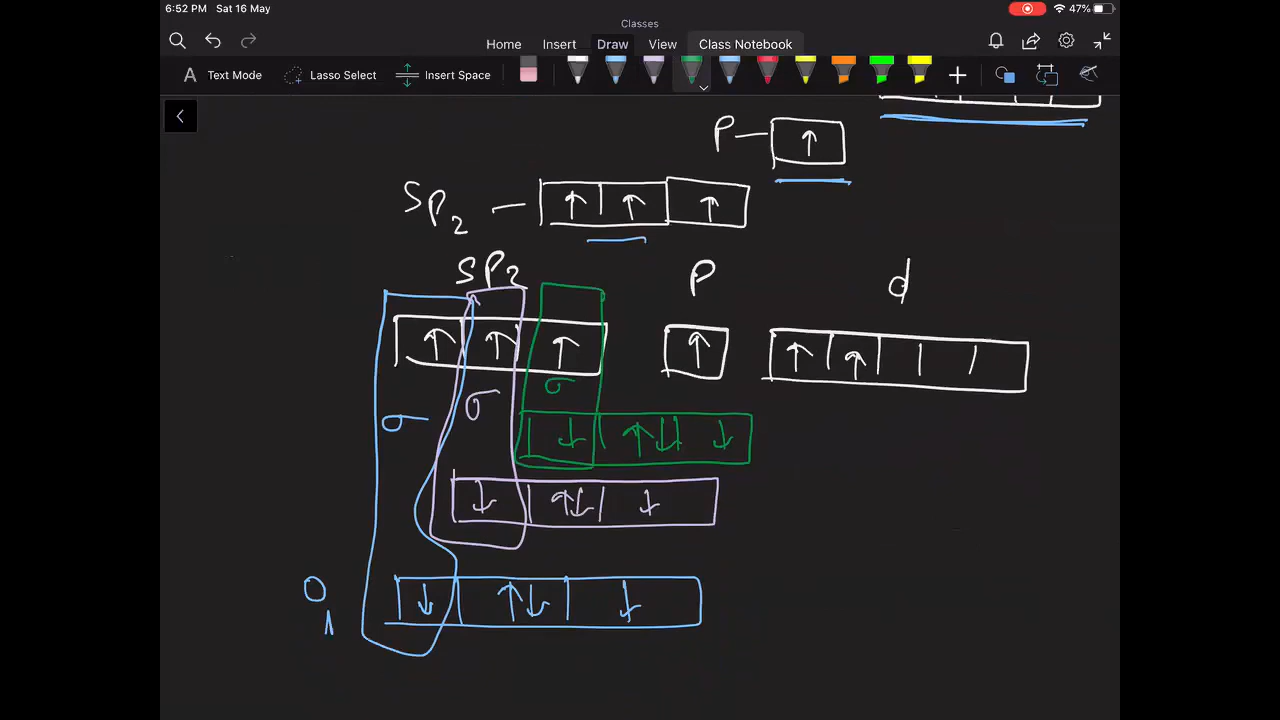 6:52 PM Sat 16 May
47%
Classes
Home Insert Draw View Class Notebook
A Text Mode Lasso Select Insert Space
P — ↑
SP2 — ↑ ↑ ↑
SP2 P d
↑ ↑ ↑ ↑ ↑ ↑
σ σ σ
↓ ↑↓ ↓
↓ ↑↓ ↓
O1 ↓ ↑↓ ↓